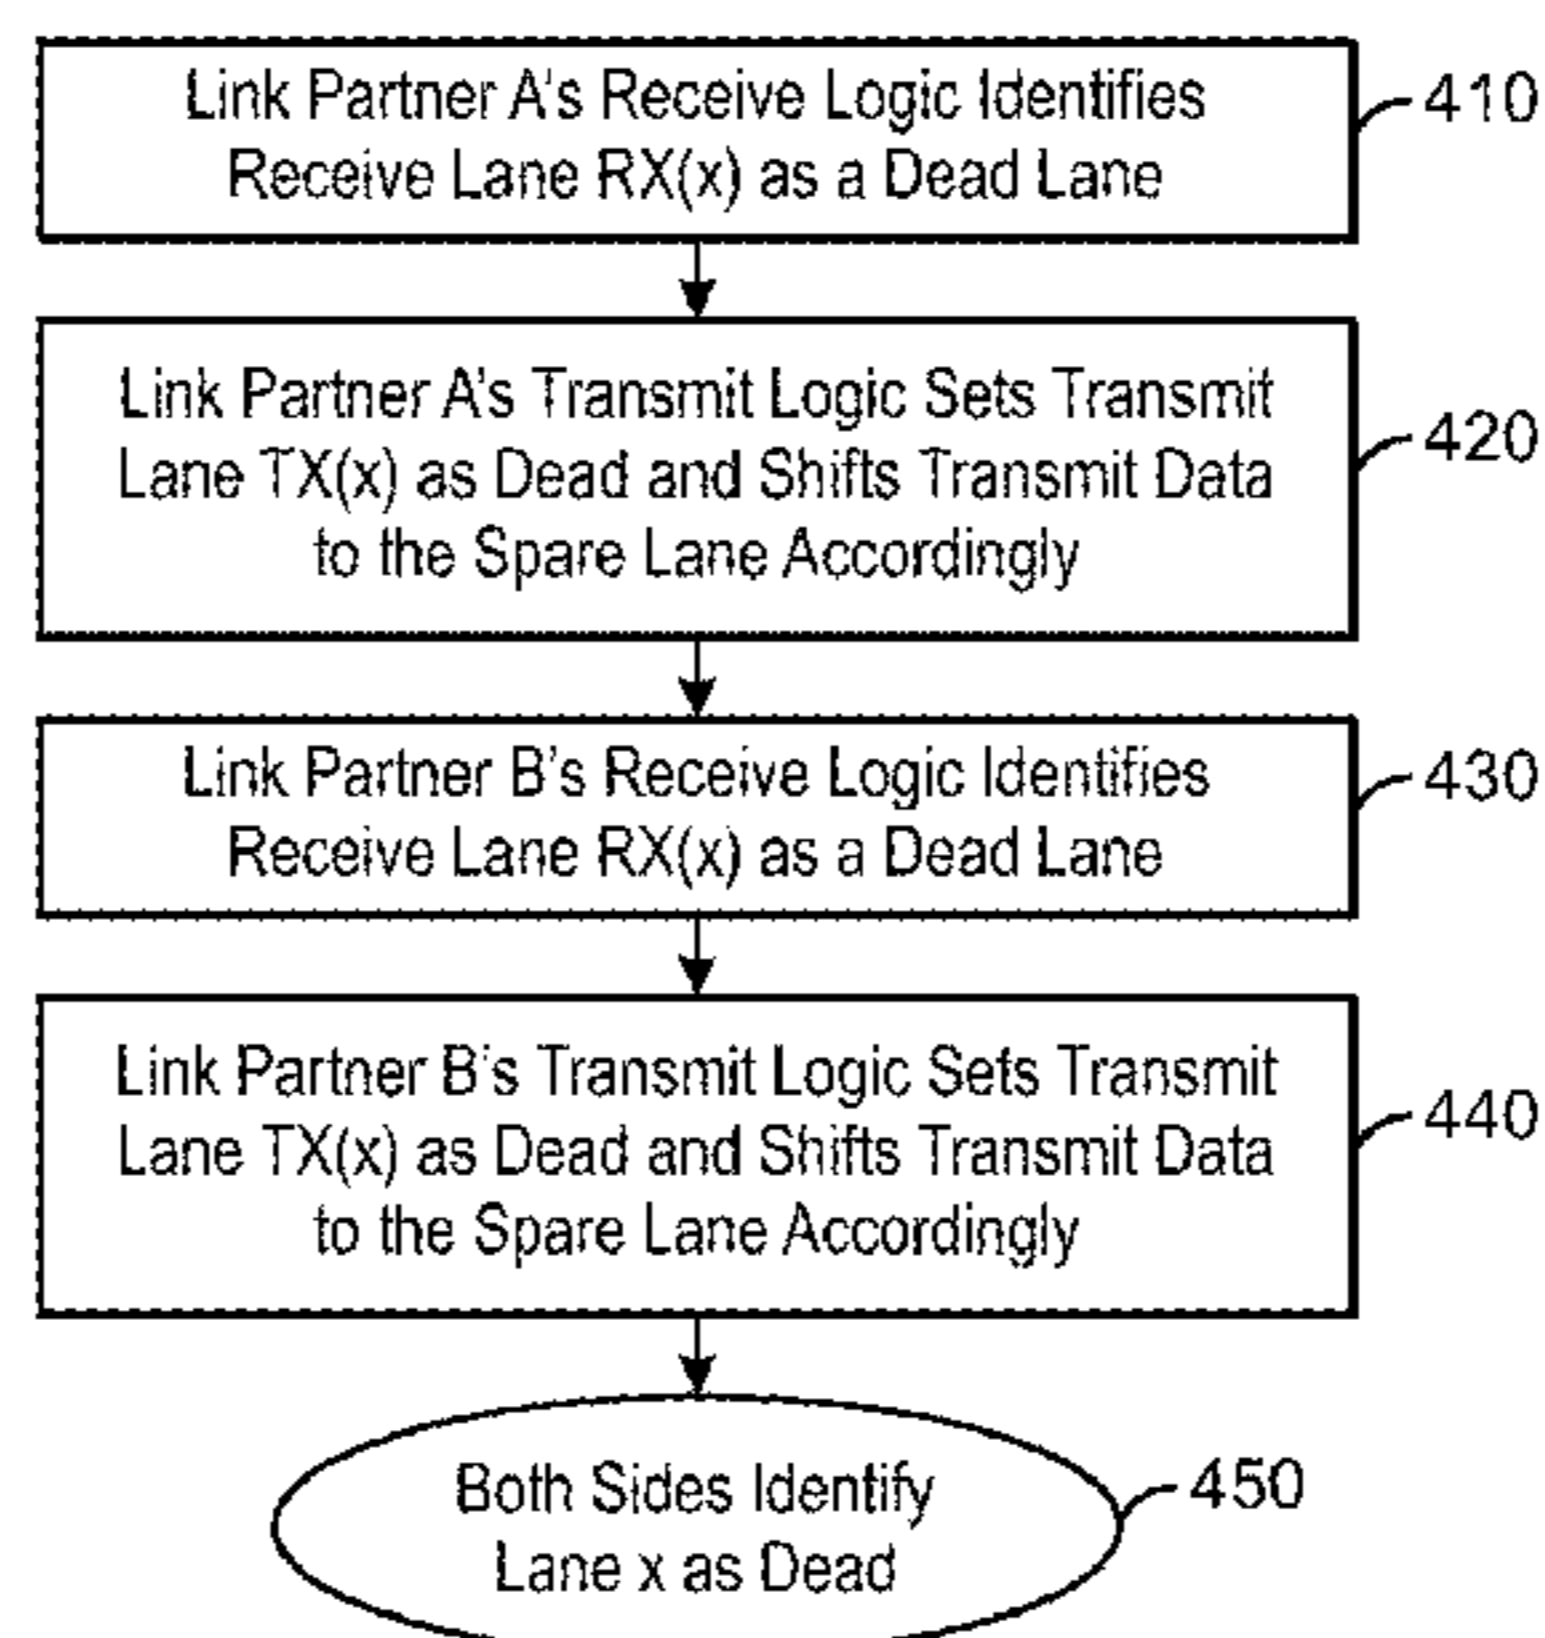 Link Partner A's Receive Logic Identifies
Receive Lane RX(x) as a Dead Lane
410
Link Partner A's Transmit Logic Sets Transmit
Lane TX(x) as Dead and Shifts Transmit Data
to the Spare Lane Accordingly
420
Link Partner B's Receive Logic Identifies
Receive Lane RX(x) as a Dead Lane
430
Link Partner B's Transmit Logic Sets Transmit
Lane TX(x) as Dead and Shifts Transmit Data
to the Spare Lane Accordingly
440
Both Sides Identify
Lane x as Dead
450